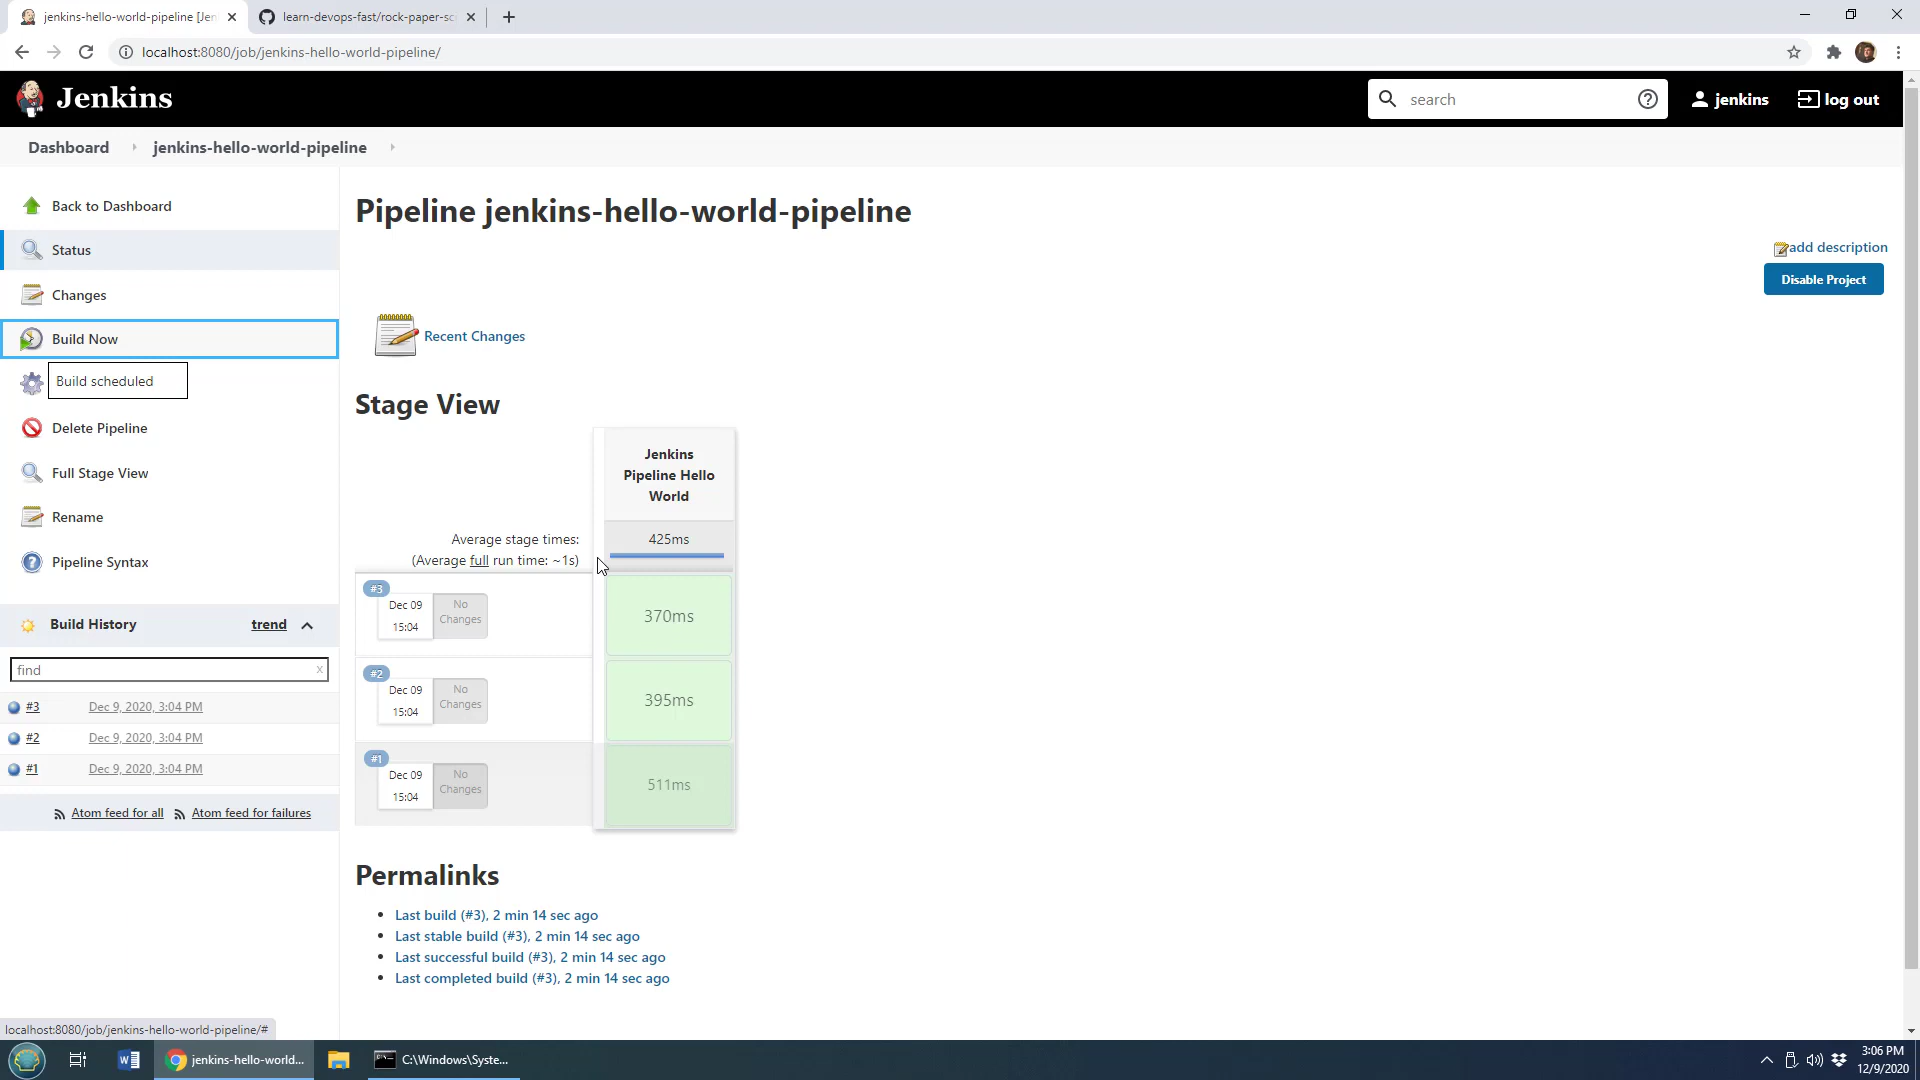 jenkins-hello-world-pipeline [Jen
learn-devops-fast/rock-paper-sc
localhost:8080/job/jenkins-hello-world-pipeline/
Jenkins
search
jenkins
log out
Dashboard
jenkins-hello-world-pipeline
Back to Dashboard
Status
Changes
Build Now
Build scheduled
Delete Pipeline
Full Stage View
Rename
Pipeline Syntax
Build History
trend
find
x
#3
Dec 9, 2020, 3:04 PM
#2
Dec 9, 2020, 3:04 PM
#1
Dec 9, 2020, 3:04 PM
Atom feed for all
Atom feed for failures
Pipeline jenkins-hello-world-pipeline
add description
Disable Project
Recent Changes
Stage View
Jenkins
Pipeline Hello
World
Average stage times:
(Average full run time: ~1s)
425ms
#3
Dec 09
15:04
No
Changes
370ms
#2
Dec 09
15:04
No
Changes
395ms
#1
Dec 09
15:04
No
Changes
511ms
Permalinks
Last build (#3), 2 min 14 sec ago
Last stable build (#3), 2 min 14 sec ago
Last successful build (#3), 2 min 14 sec ago
Last completed build (#3), 2 min 14 sec ago
localhost:8080/job/jenkins-hello-world-pipeline/#
jenkins-hello-world...
C:\Windows\Syste...
3:06 PM
12/9/2020